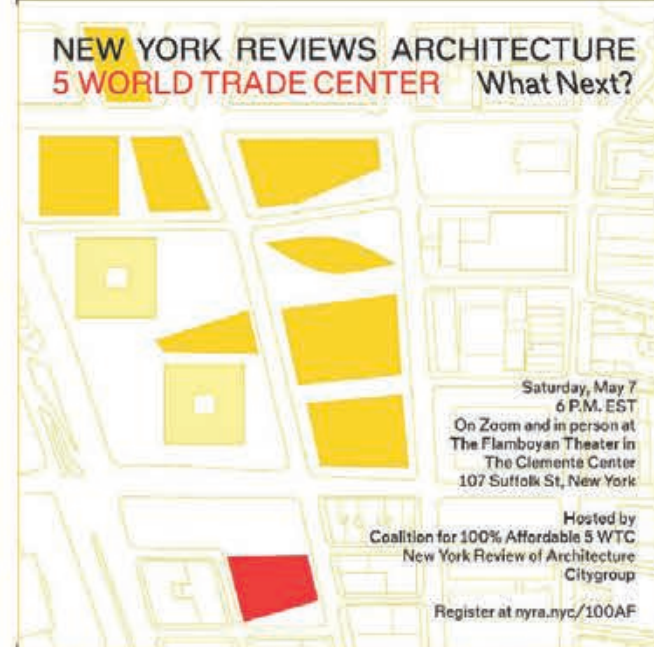 NEW YORK REVIEWS ARCHITECTURE
5 WORLD TRADE CENTER What Next?
Saturday, May 7
6 P.M. EST
On Zoom and in person at
The Flamboyan Theater in
The Clemente Center
107 Suffolk St, New York
Hosted by
Coalition for 100% Affordable 5 WTC
New York Review of Architecture
Citygroup
Register at nyra.nyc/100AF